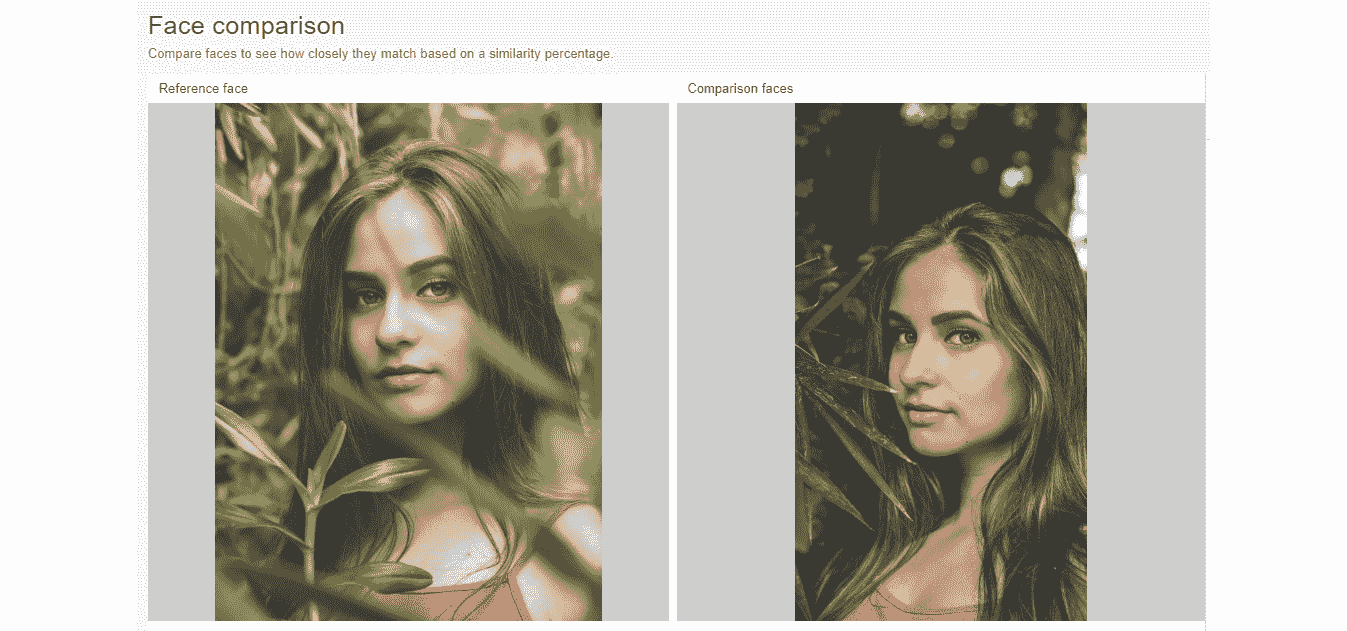 Face comparison
Compare faces to see how closely they match based on a similarity percentage.
Reference face
Comparison faces